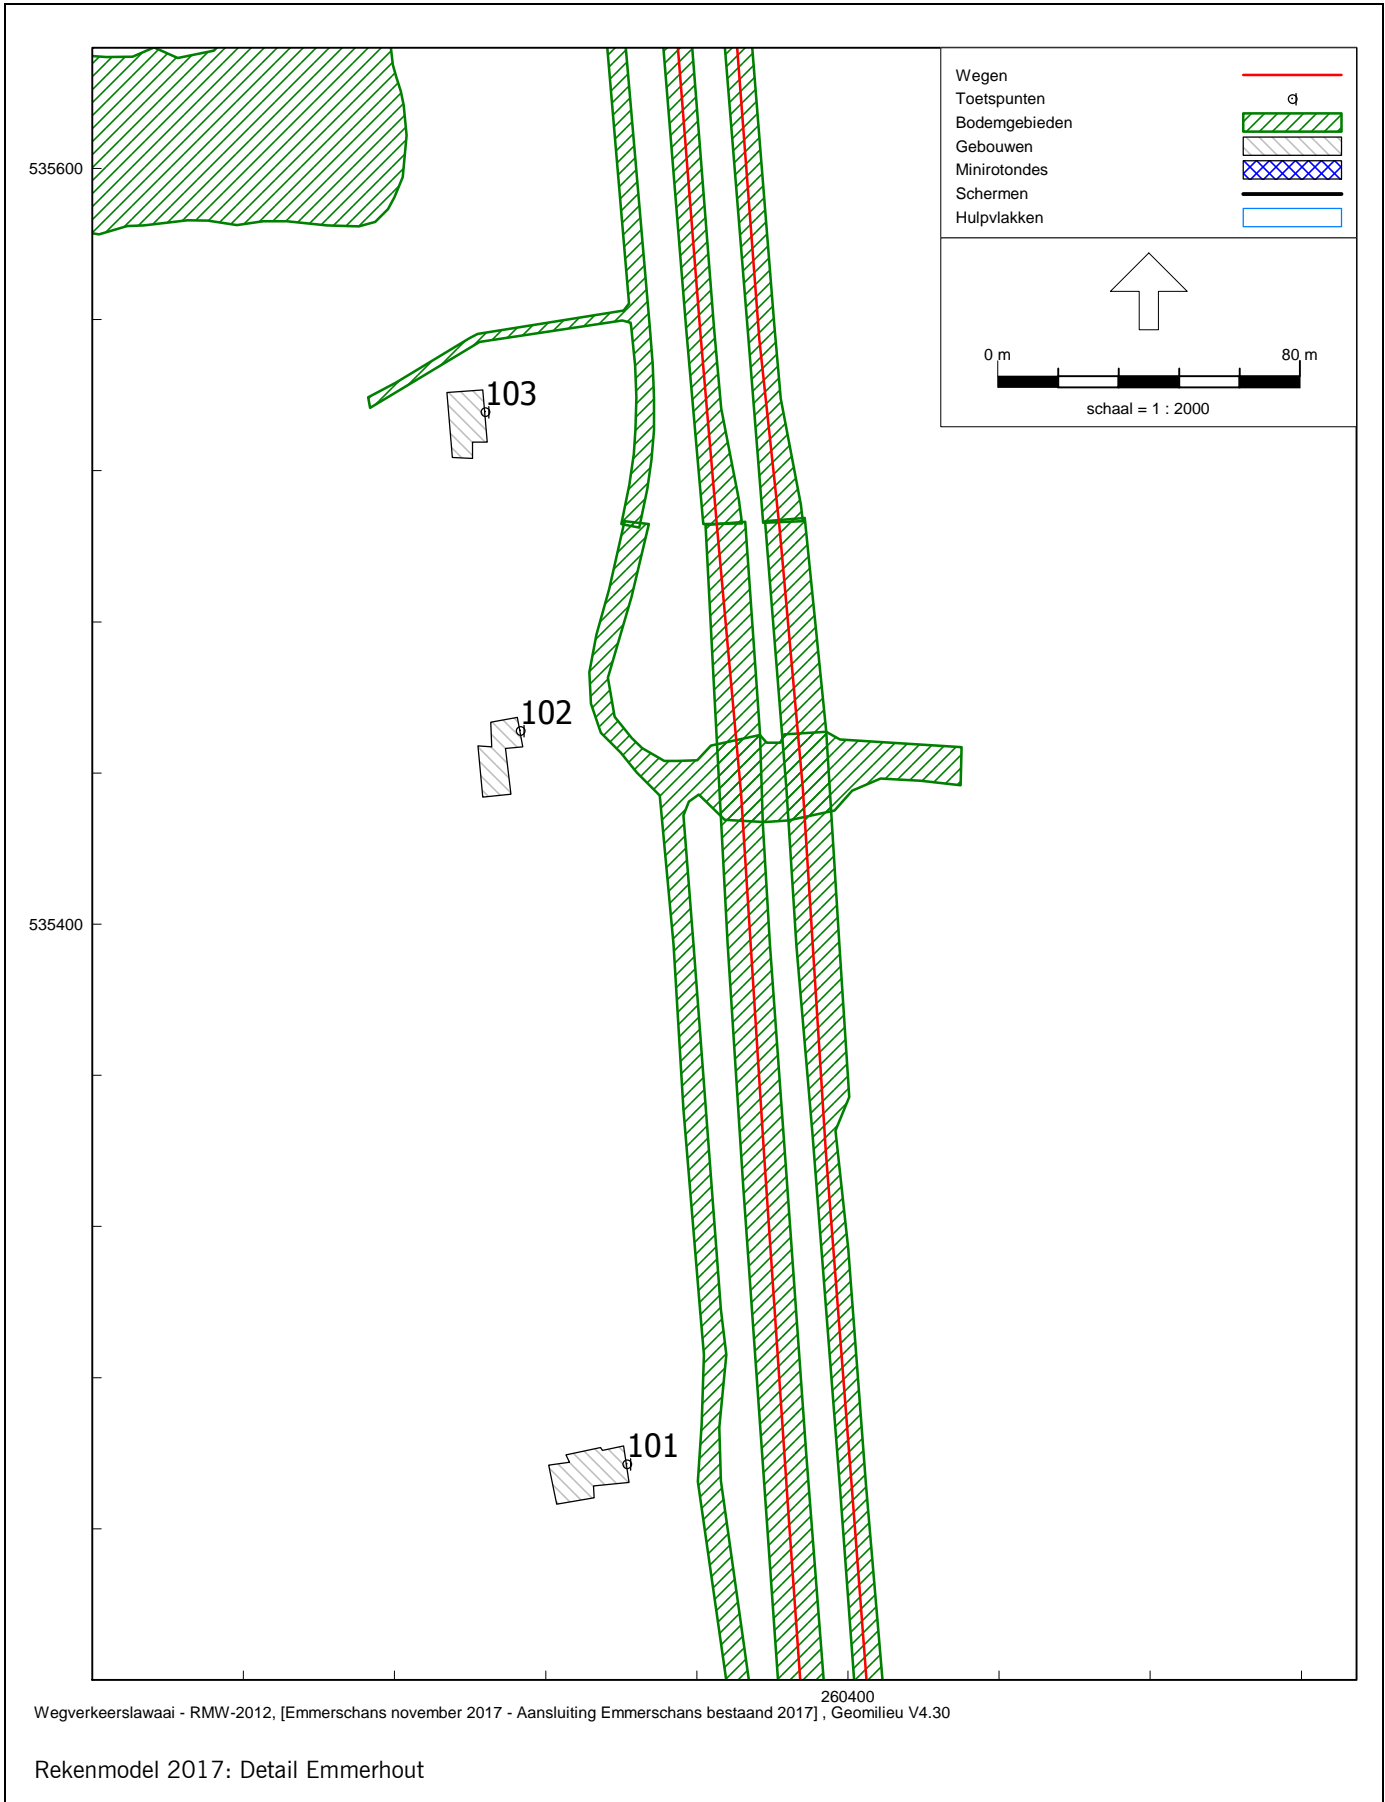 Wegen
Toetspunten
Bodemgebieden
Gebouwen
Minirotondes
Schermen
Hulpvlakken
0 m 80 m
schaal = 1 : 2000
535600
103
102
535400
101
260400
Wegverkeerslawaai - RMW-2012, [Emmerschans november 2017 - Aansluiting Emmerschans bestaand 2017] , Geomilieu V4.30
Rekenmodel 2017: Detail Emmerhout